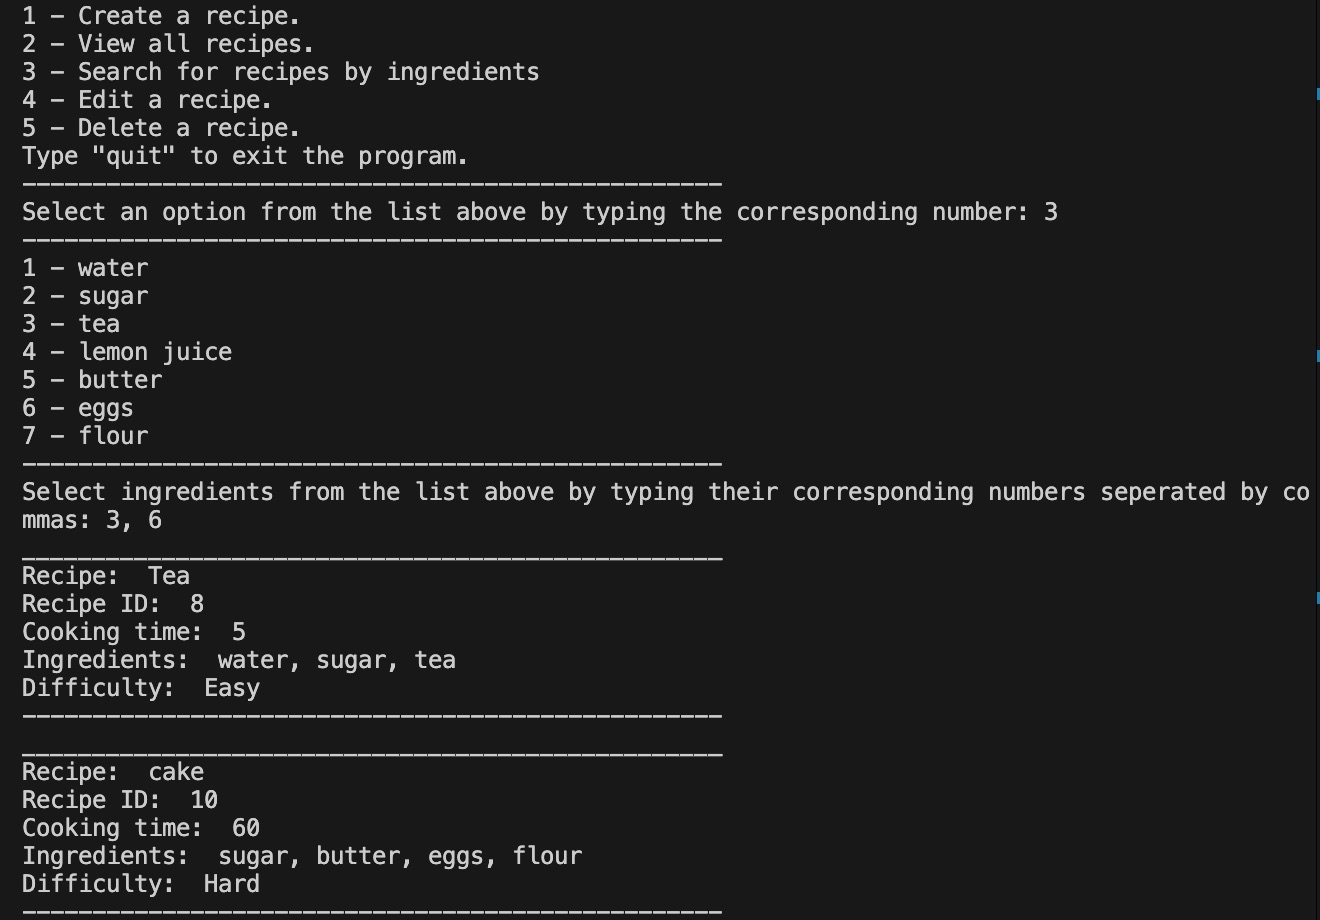 1 – Create a recipe.
2 – View all recipes.
3 – Search for recipes by ingredients
4 – Edit a recipe.
5 – Delete a recipe.
Type "quit" to exit the program.
--------------------------------------------------
Select an option from the list above by typing the corresponding number: 3
--------------------------------------------------
1 – water
2 – sugar
3 – tea
4 – lemon juice
5 – butter
6 – eggs
7 – flour
--------------------------------------------------
Select ingredients from the list above by typing their corresponding numbers seperated by co
mmas: 3, 6
__________________________________________________
Recipe:  Tea
Recipe ID:  8
Cooking time:  5
Ingredients:  water, sugar, tea
Difficulty:  Easy
--------------------------------------------------
__________________________________________________
Recipe:  cake
Recipe ID:  10
Cooking time:  60
Ingredients:  sugar, butter, eggs, flour
Difficulty:  Hard
--------------------------------------------------